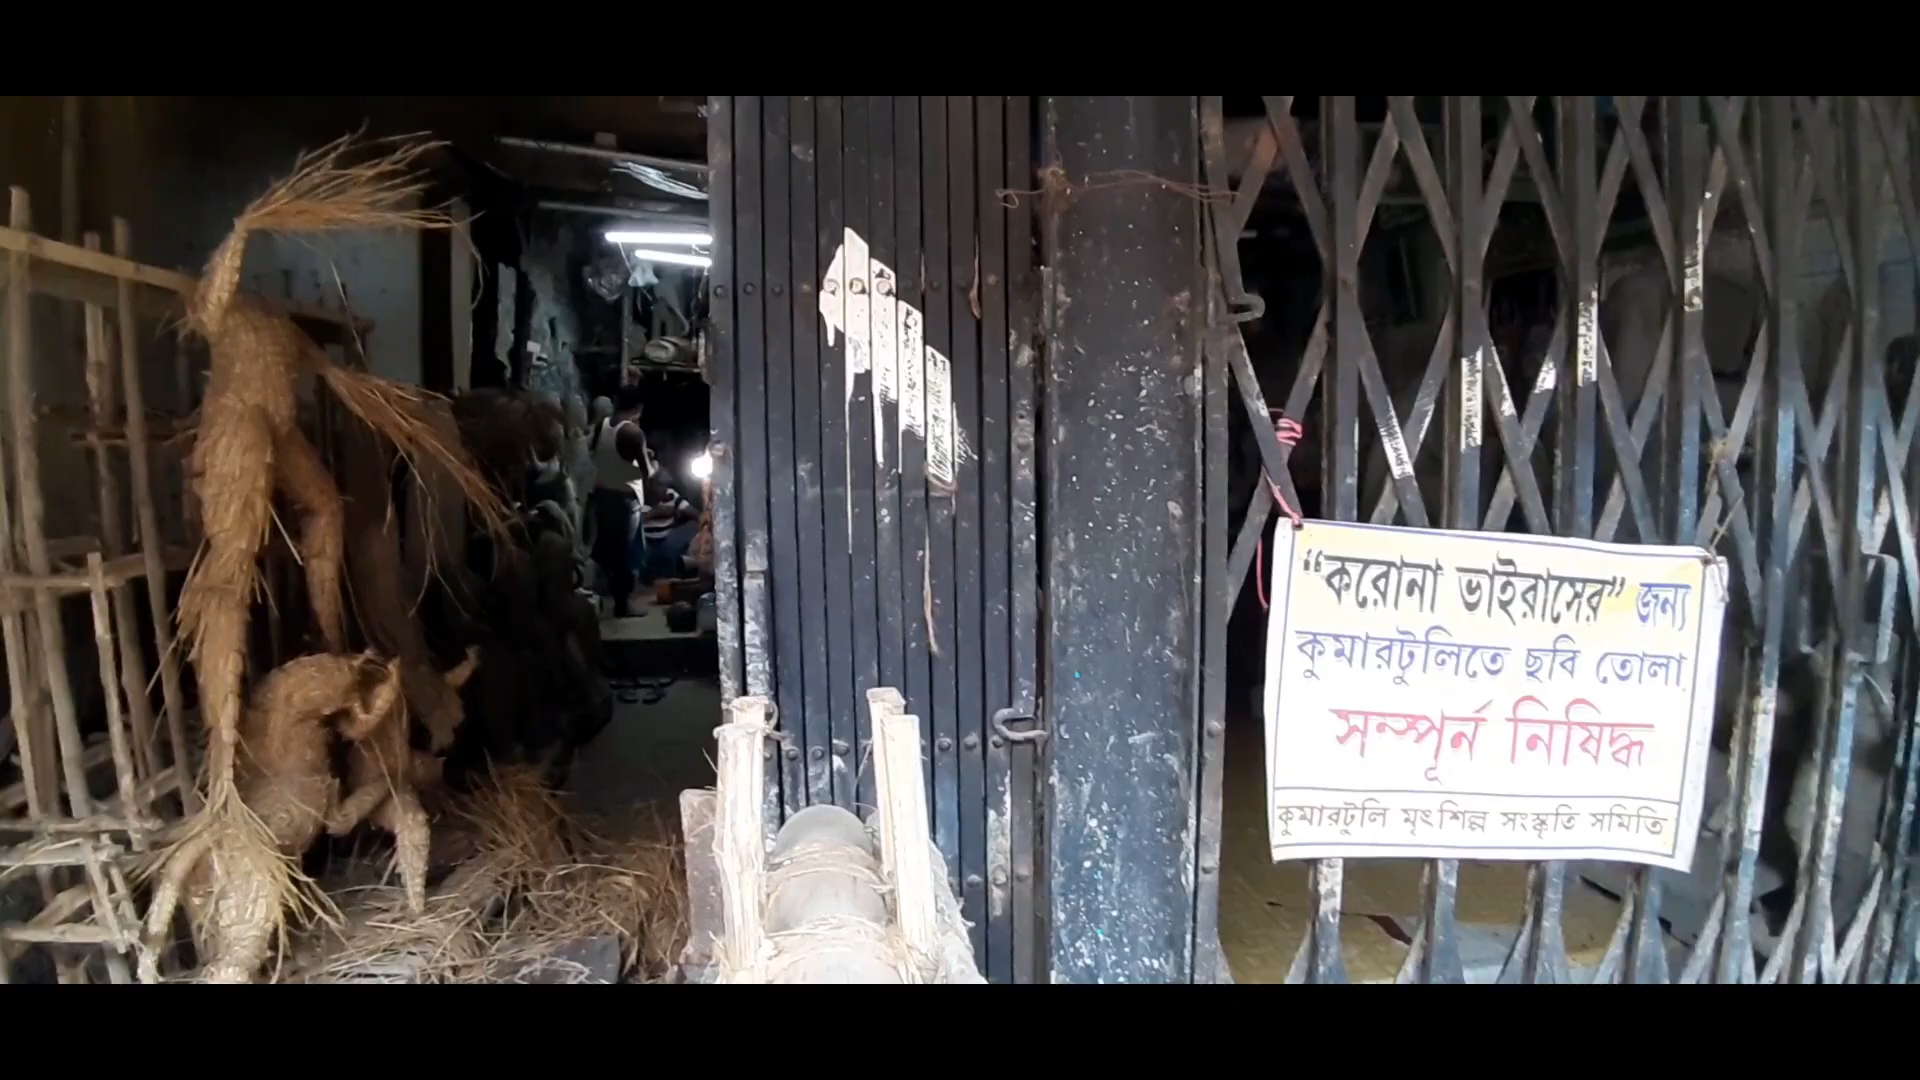 “করোনা ভাইরাসের” জন্য
কুমারটুলিতে ছবি তোলা
সম্পূর্ন নিষিদ্ধ
কুমারটুলি মৃৎশিল্প সংস্কৃতি সমিতি